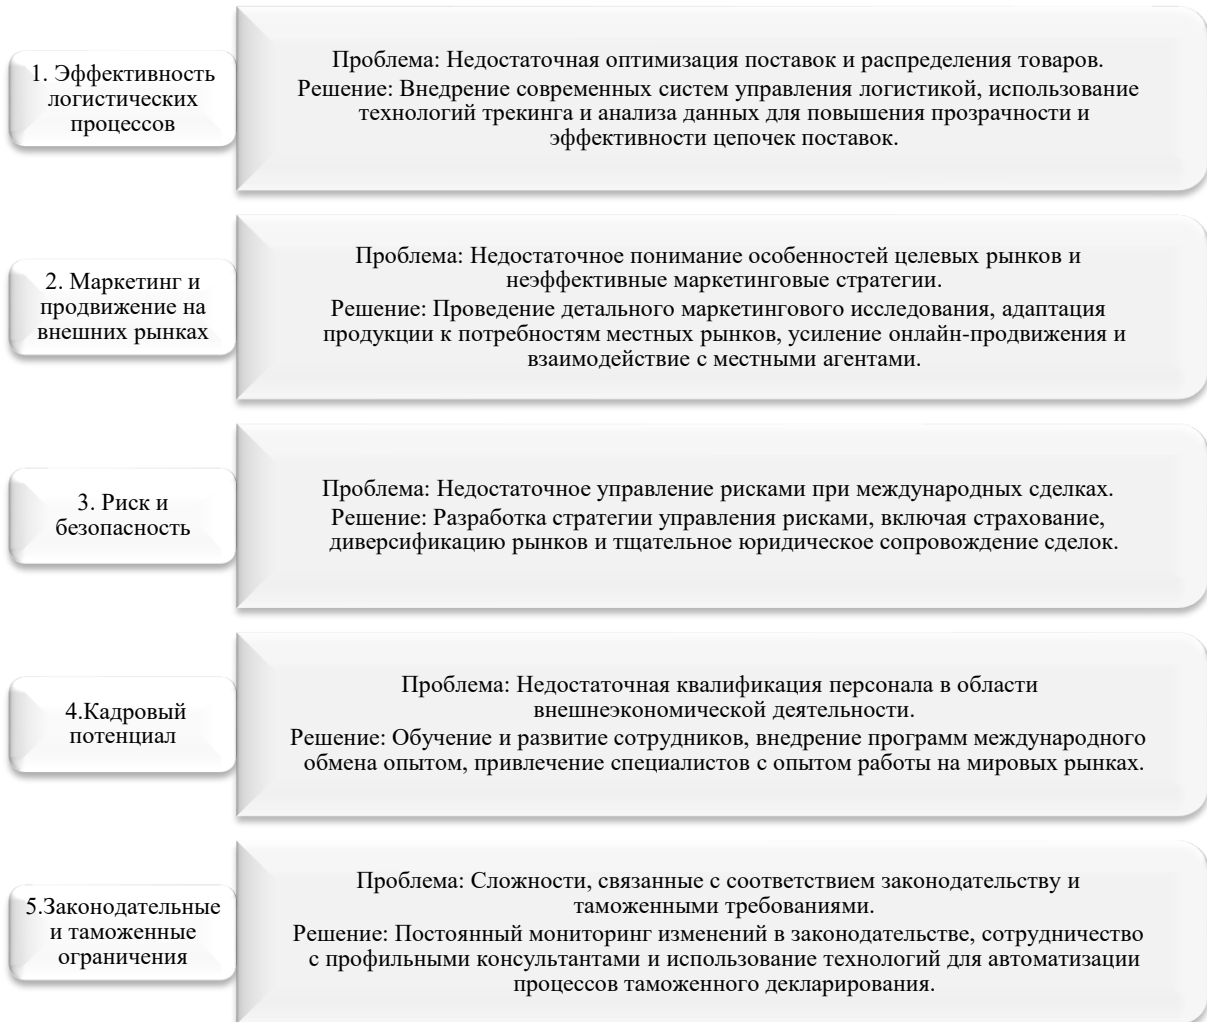 1. Эффективность
логистических
процессов
Проблема: Недостаточная оптимизация поставок и распределения товаров.
Решение: Внедрение современных систем управления логистикой, использование
технологий трекинга и анализа данных для повышения прозрачности и
эффективности цепочек поставок.
2. Маркетинг и
продвижение на
внешних рынках
Проблема: Недостаточное понимание особенностей целевых рынков и
неэффективные маркетинговые стратегии.
Решение: Проведение детального маркетингового исследования, адаптация
продукции к потребностям местных рынков, усиление онлайн-продвижения и
взаимодействие с местными агентами.
3. Риск и
безопасность
Проблема: Недостаточное управление рисками при международных сделках.
Решение: Разработка стратегии управления рисками, включая страхование,
диверсификацию рынков и тщательное юридическое сопровождение сделок.
4.Кадровый
потенциал
Проблема: Недостаточная квалификация персонала в области
внешнеэкономической деятельности.
Решение: Обучение и развитие сотрудников, внедрение программ международного
обмена опытом, привлечение специалистов с опытом работы на мировых рынках.
5.Законодательные
и таможенные
ограничения
Проблема: Сложности, связанные с соответствием законодательству и
таможенными требованиями.
Решение: Постоянный мониторинг изменений в законодательстве, сотрудничество
с профильными консультантами и использование технологий для автоматизации
процессов таможенного декларирования.